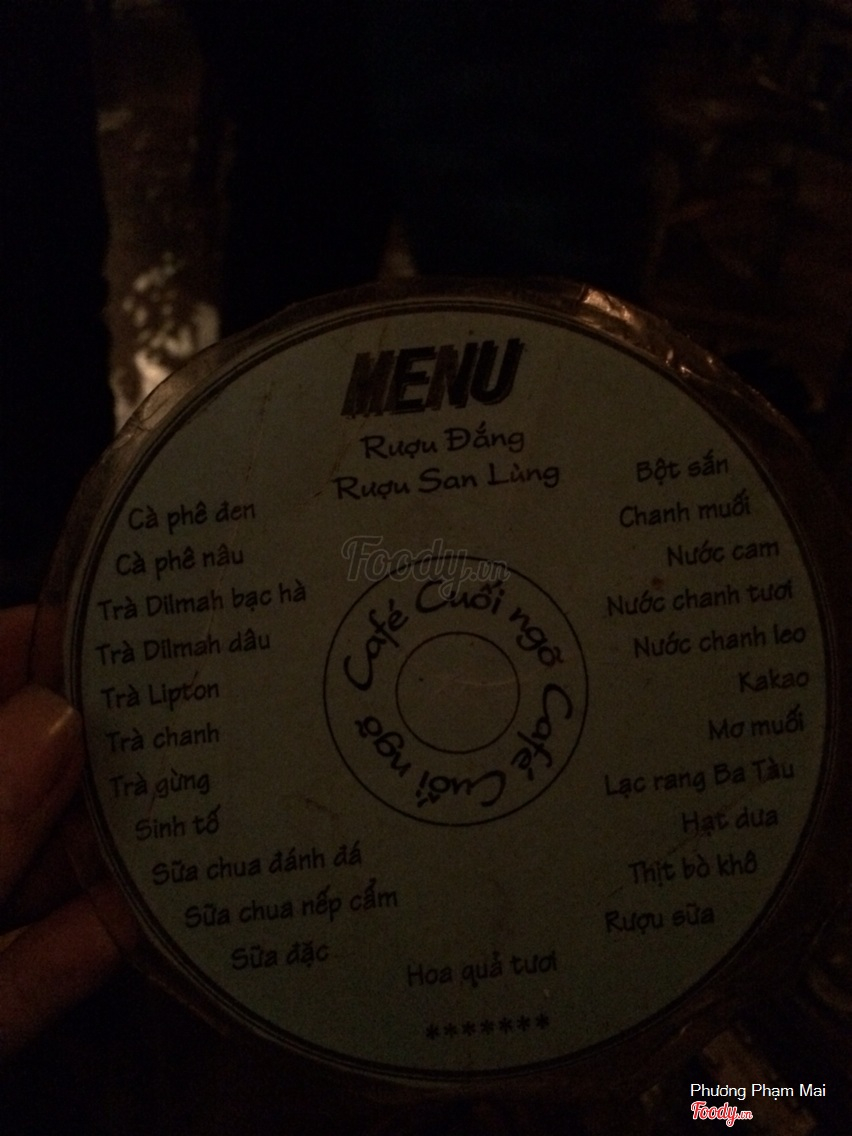 MENU
Rượu Đắng
Rượu San Lùng
Cà phê đen
Cà phê nâu
Trà Dilmah bạc hà
Trà Dilmah dâu
Trà Lipton
Trà chanh
Trà gừng
Sinh tố
Sữa chua đánh đá
Sữa chua nếp cẩm
Sữa đặc
Bột sắn
Chanh muối
Nước cam
Nước chanh tươi
Nước chanh leo
Kakao
Mơ muối
Lạc rang Ba Tàu
Hạt dưa
Thịt bò khô
Rượu sữa
Hoa quả tươi
*******
Café Cuối ngõ Café Cuối ngõ
Foody.vn
Phương Phạm Mai
Foody.vn